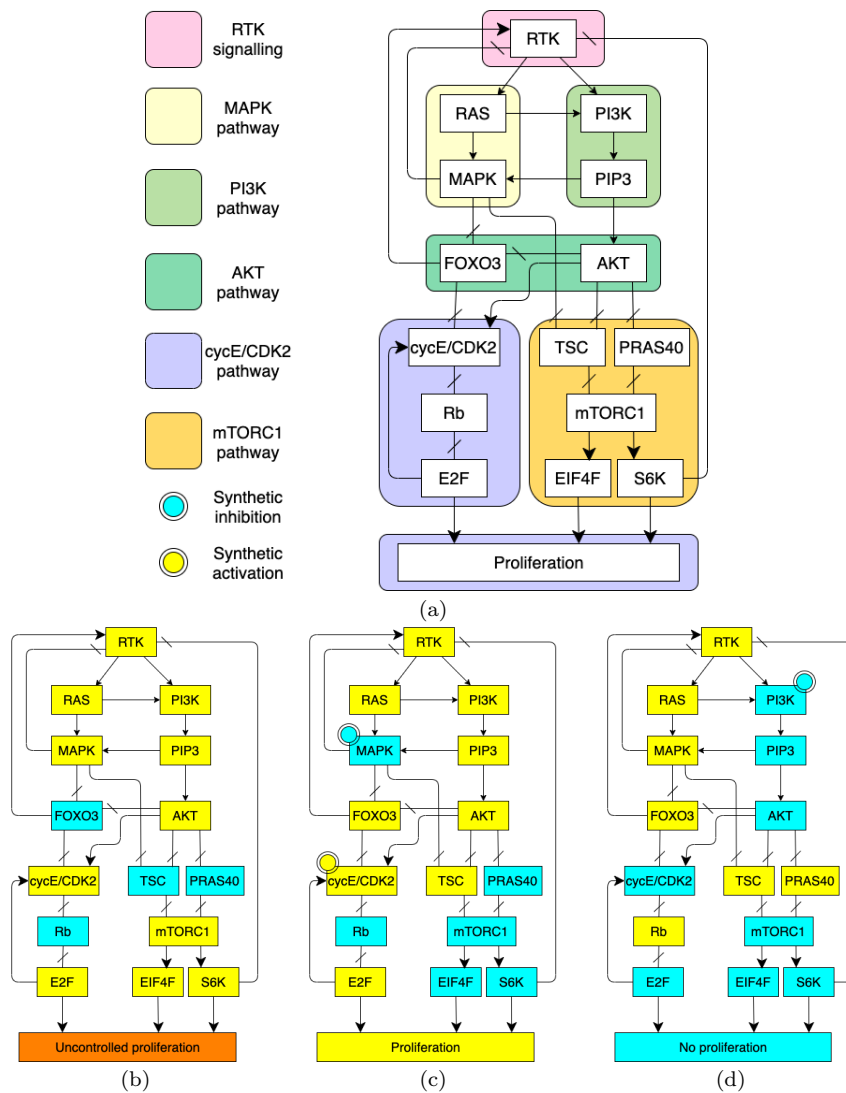 RTK
signalling
MAPK
pathway
PI3K
pathway
AKT
pathway
cycE/CDK2
pathway
mTORC1
pathway
Synthetic
inhibition
Synthetic
activation
RTK
RAS
PI3K
MAPK
PIP3
FOXO3
AKT
cycE/CDK2
TSC
PRAS40
Rb
mTORC1
E2F
EIF4F
S6K
Proliferation
(a)
RTK
RAS
PI3K
MAPK
PIP3
FOXO3
AKT
cycE/CDK2
TSC
PRAS40
Rb
mTORC1
E2F
EIF4F
S6K
Uncontrolled proliferation
(b)
RTK
RAS
PI3K
MAPK
PIP3
FOXO3
AKT
cycE/CDK2
TSC
PRAS40
Rb
mTORC1
E2F
EIF4F
S6K
Proliferation
(c)
RTK
RAS
PI3K
MAPK
PIP3
FOXO3
AKT
cycE/CDK2
TSC
PRAS40
Rb
mTORC1
E2F
EIF4F
S6K
No proliferation
(d)